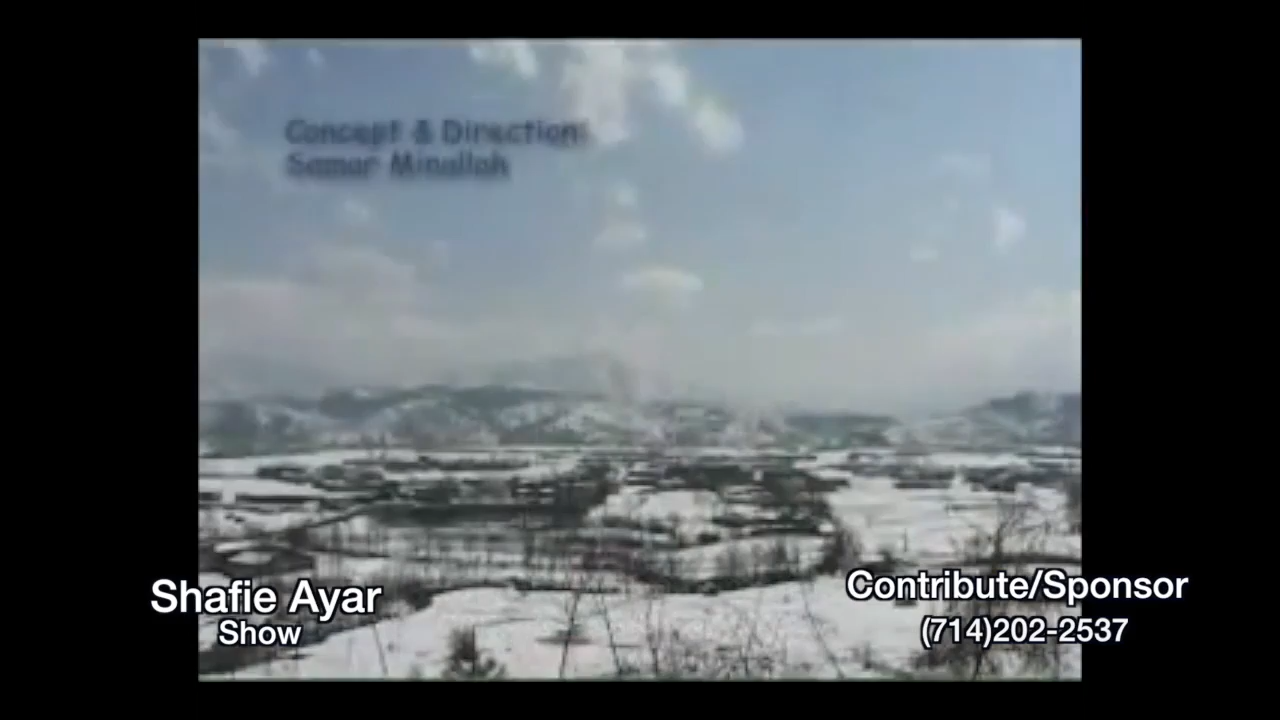 Concept & Direction
Samar Minallah
Shafie Ayar
Show
Contribute/Sponsor
(714)202-2537